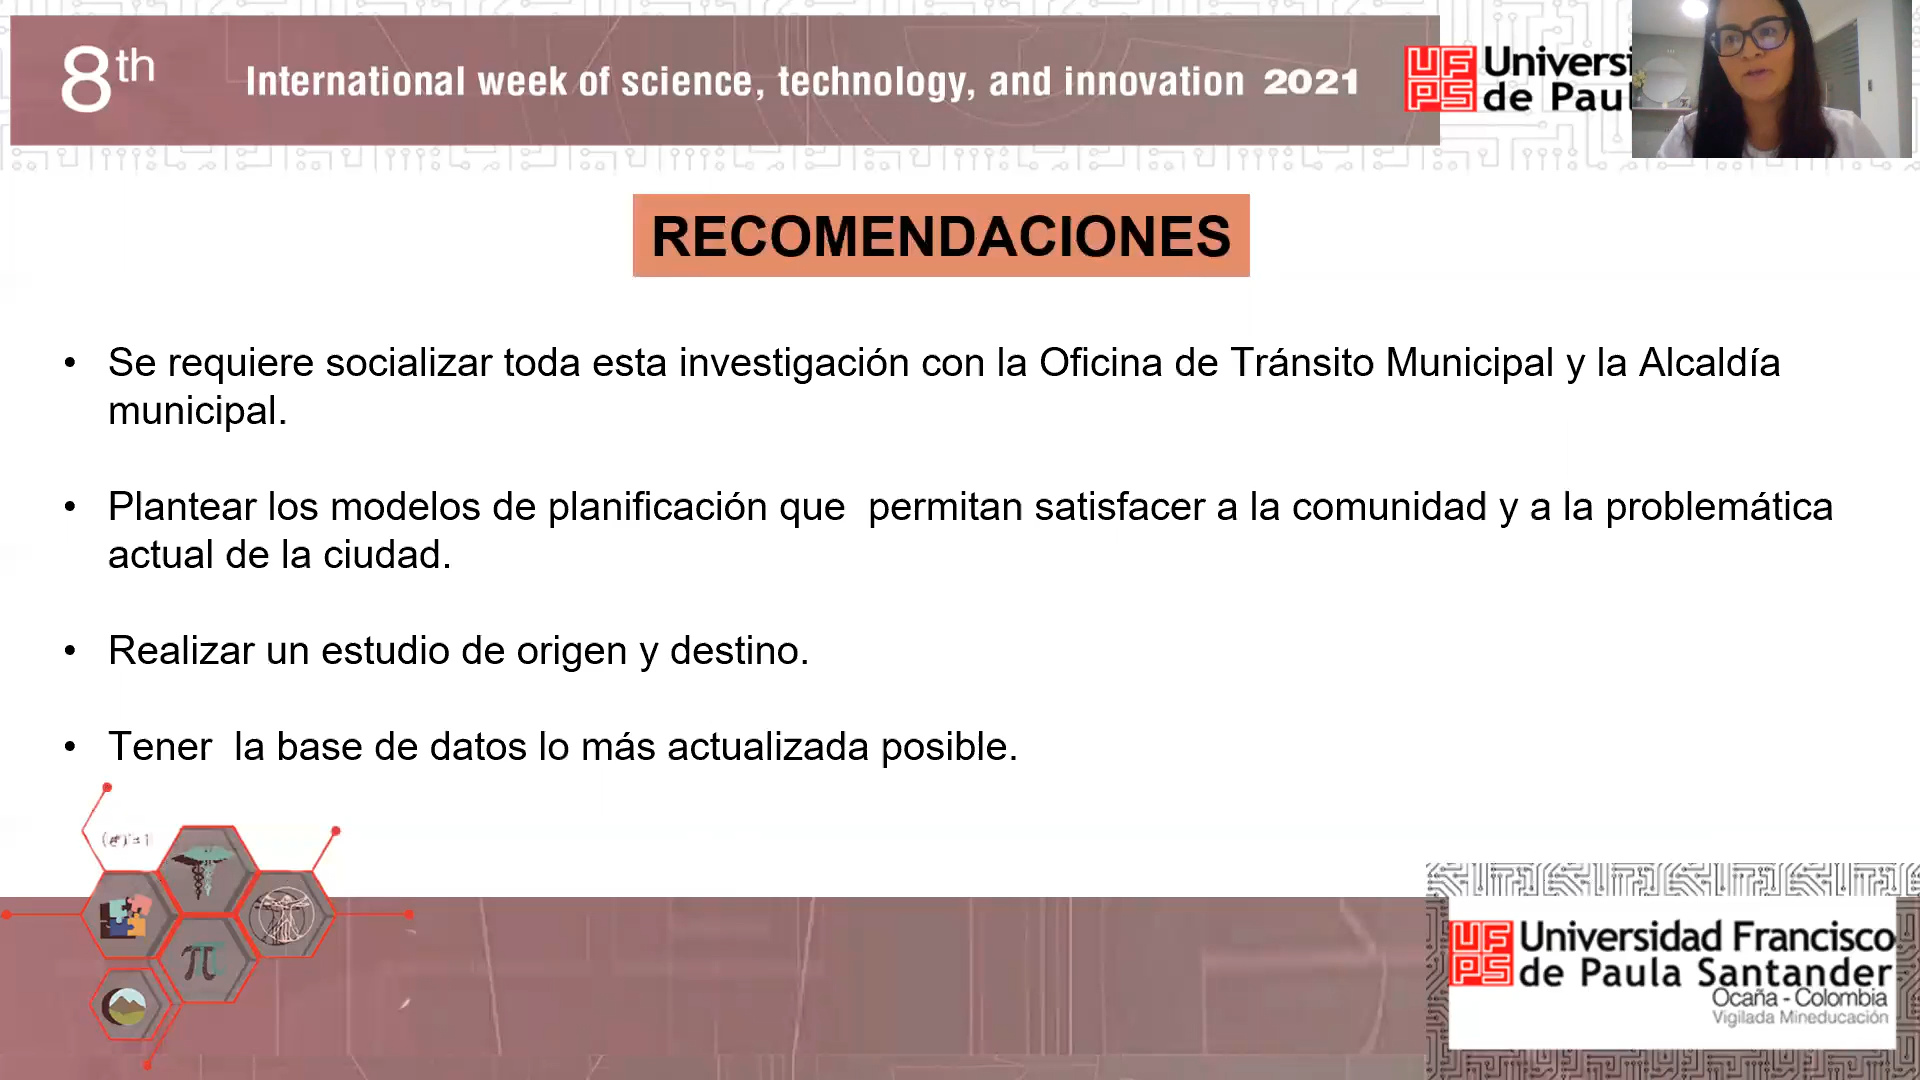 8th
International week of science, technology, and innovation 2021
UFPS
Universi
de Paul
RECOMENDACIONES
• Se requiere socializar toda esta investigación con la Oficina de Tránsito Municipal y la Alcaldía
municipal.
• Plantear los modelos de planificación que  permitan satisfacer a la comunidad y a la problemática
actual de la ciudad.
• Realizar un estudio de origen y destino.
• Tener  la base de datos lo más actualizada posible.
π
UFPS
Universidad Francisco
de Paula Santander
Ocaña - Colombia
Vigilada Mineducación